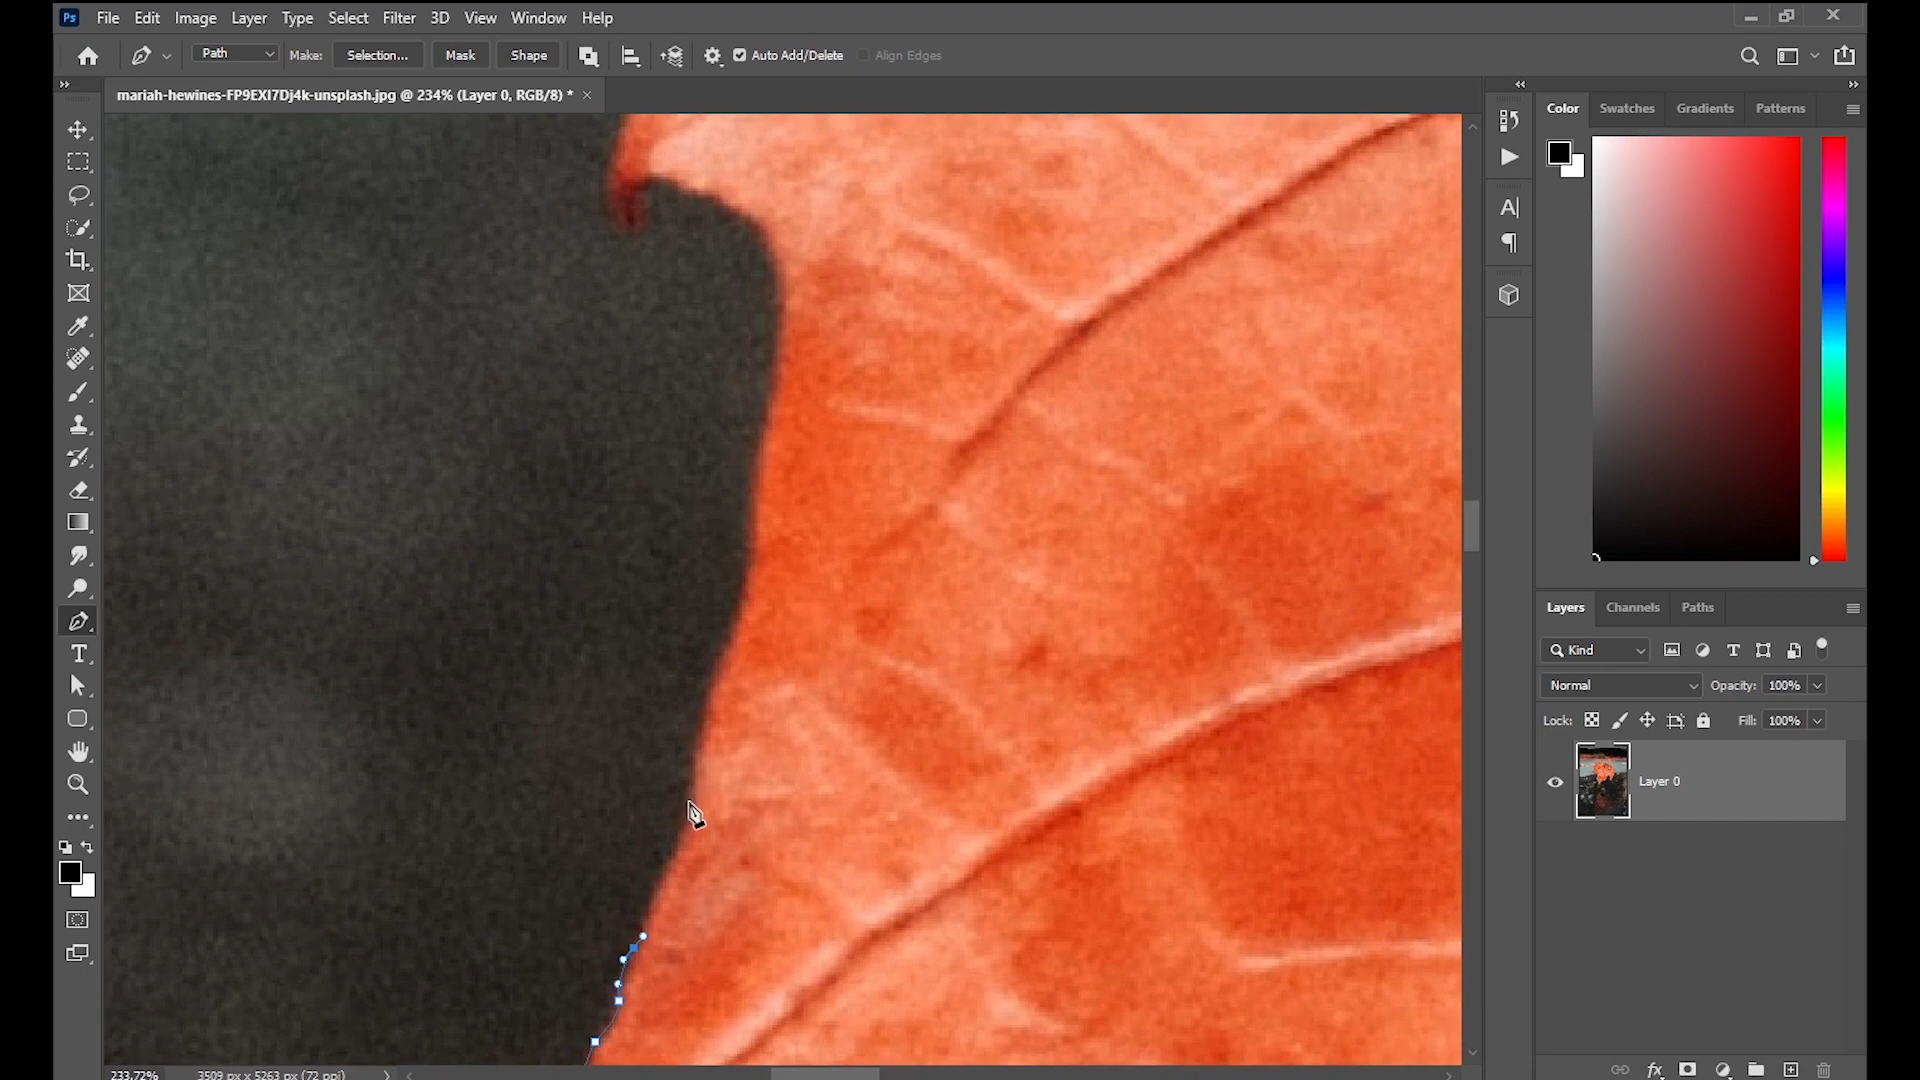 Ps File Edit Image Layer Type Select Filter 3D View Window Help
Path Make: Selection... Mask Shape Auto Add/Delete Align Edges
mariah-hewines-FP9EXI7Dj4k-unsplash.jpg @ 234% (Layer 0, RGB/8) *
Color Swatches Gradients Patterns
Layers Channels Paths
Kind
Normal Opacity: 100%
Lock: Fill: 100%
Layer 0
233.72% 3509 px x 5263 px (72 ppi)